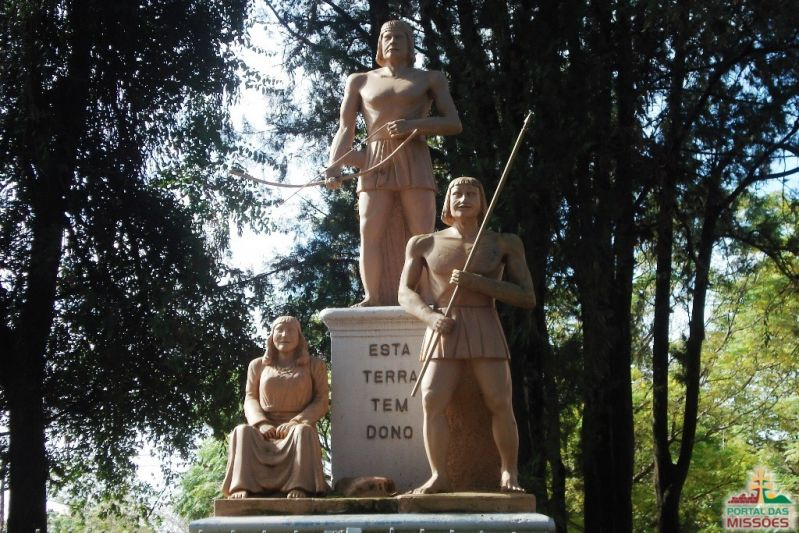 ESTA
TERRA
TEM
DONO
PORTAL DAS
MISSÕES